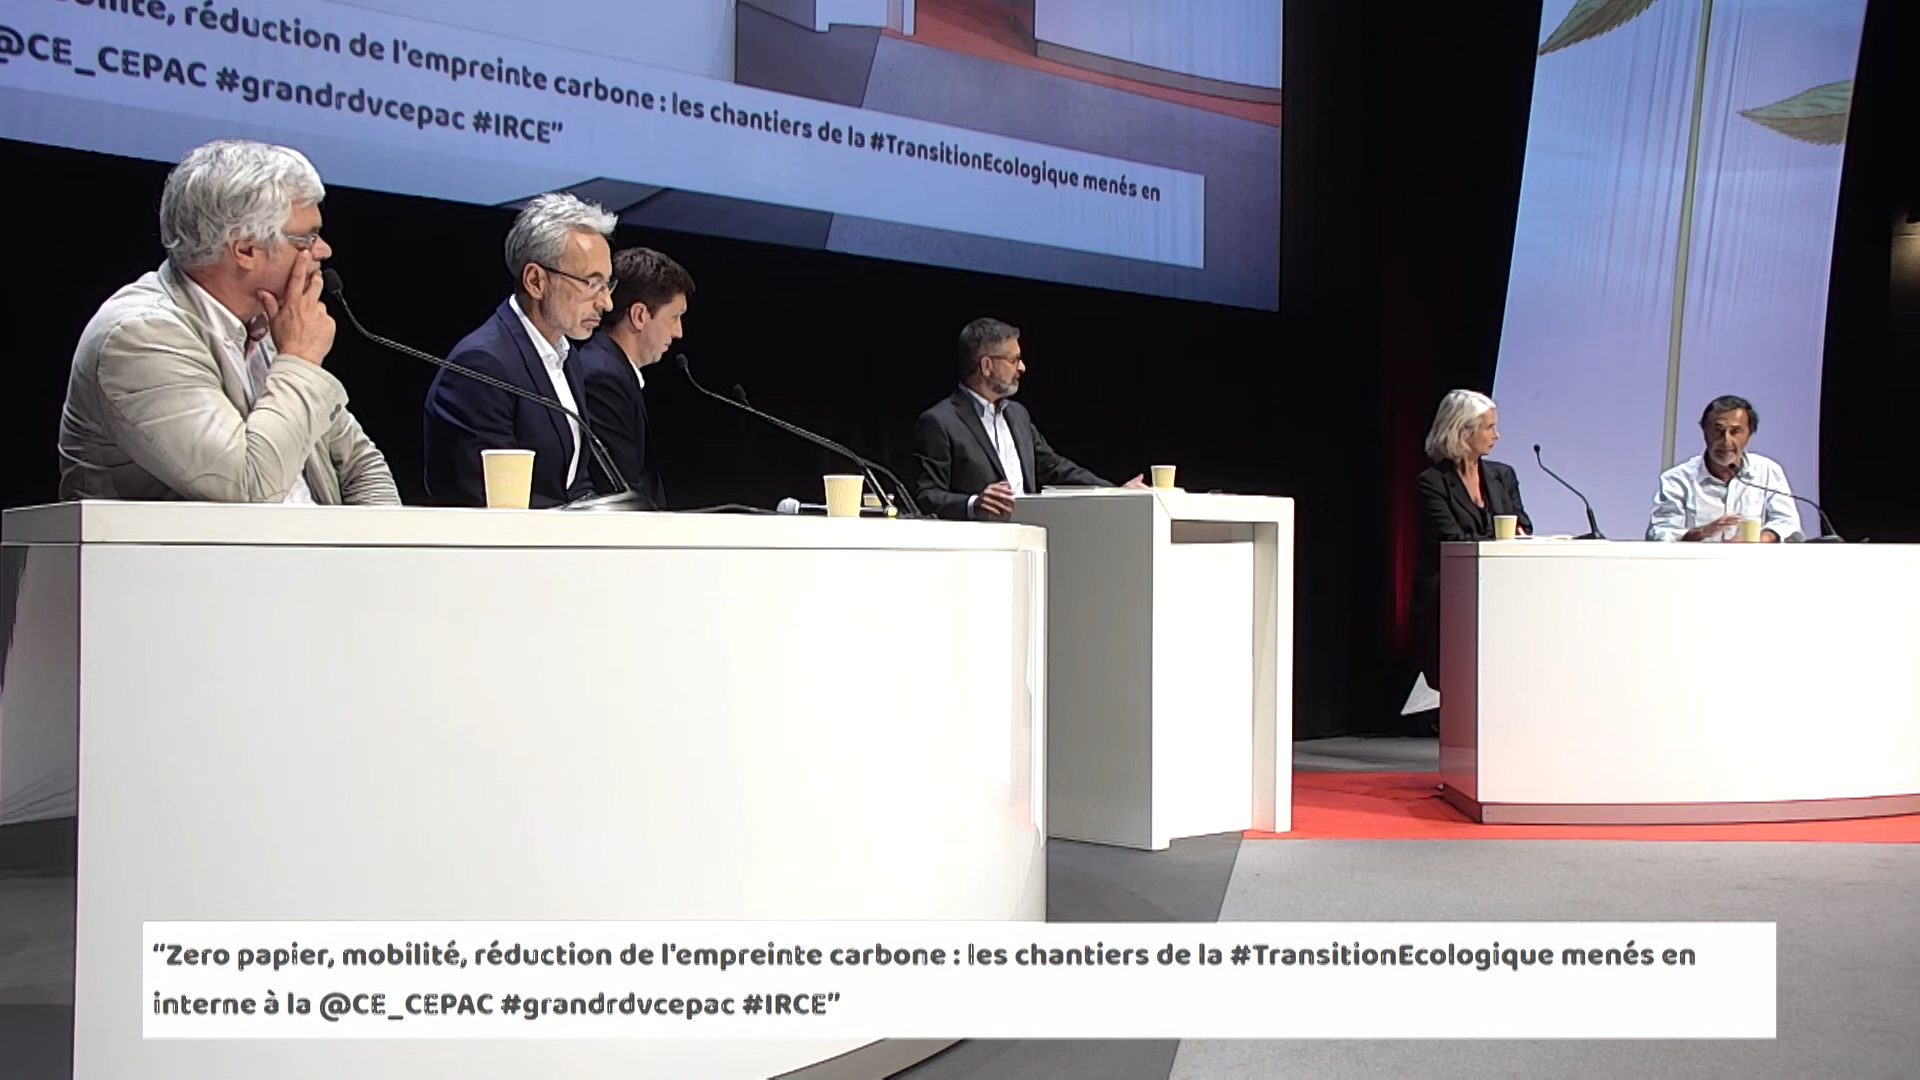 réduction de l'empreinte carbone : les chantiers de la #TransitionEcologique menés en
@CE_CEPAC #grandrdvcepac #IRCE”
“Zero papier, mobilité, réduction de l'empreinte carbone : les chantiers de la #TransitionEcologique menés en
interne à la @CE_CEPAC #grandrdvcepac #IRCE”